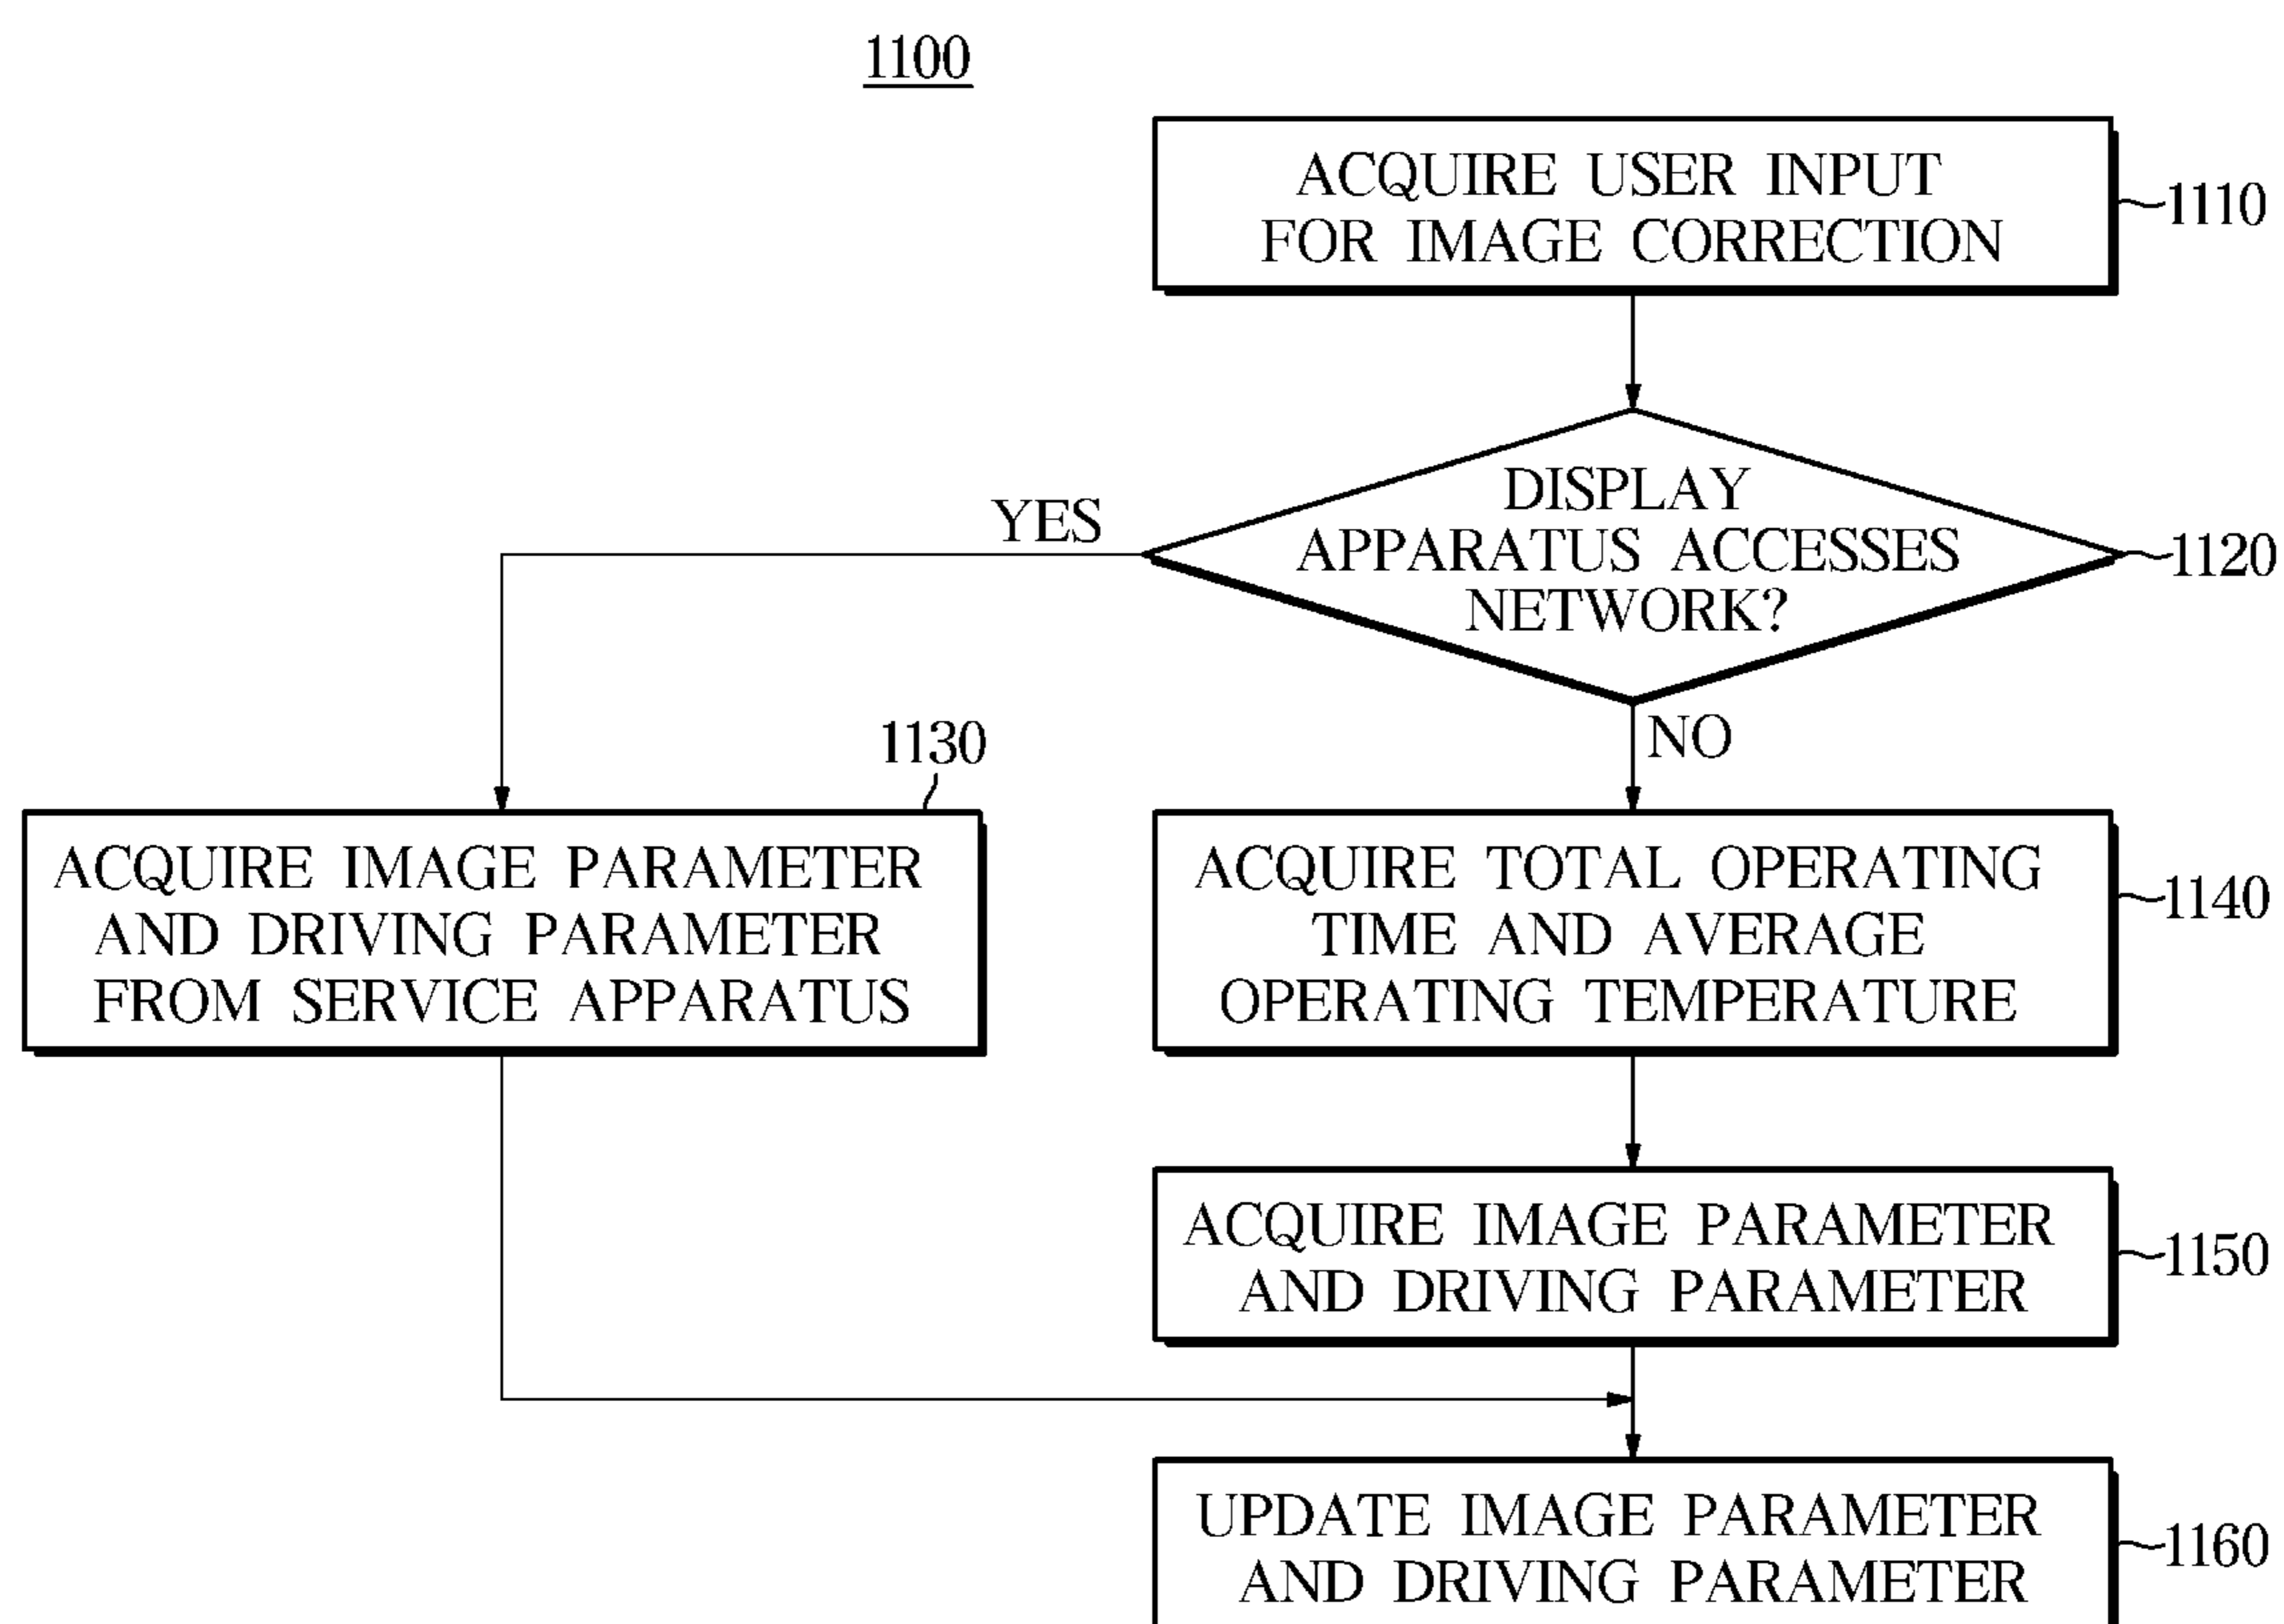 1100
ACQUIRE USER INPUT
FOR IMAGE CORRECTION
1110
DISPLAY
APPARATUS ACCESSES
NETWORK?
1120
YES
NO
1130
ACQUIRE IMAGE PARAMETER
AND DRIVING PARAMETER
FROM SERVICE APPARATUS
ACQUIRE TOTAL OPERATING
TIME AND AVERAGE
OPERATING TEMPERATURE
1140
ACQUIRE IMAGE PARAMETER
AND DRIVING PARAMETER
1150
UPDATE IMAGE PARAMETER
AND DRIVING PARAMETER
1160